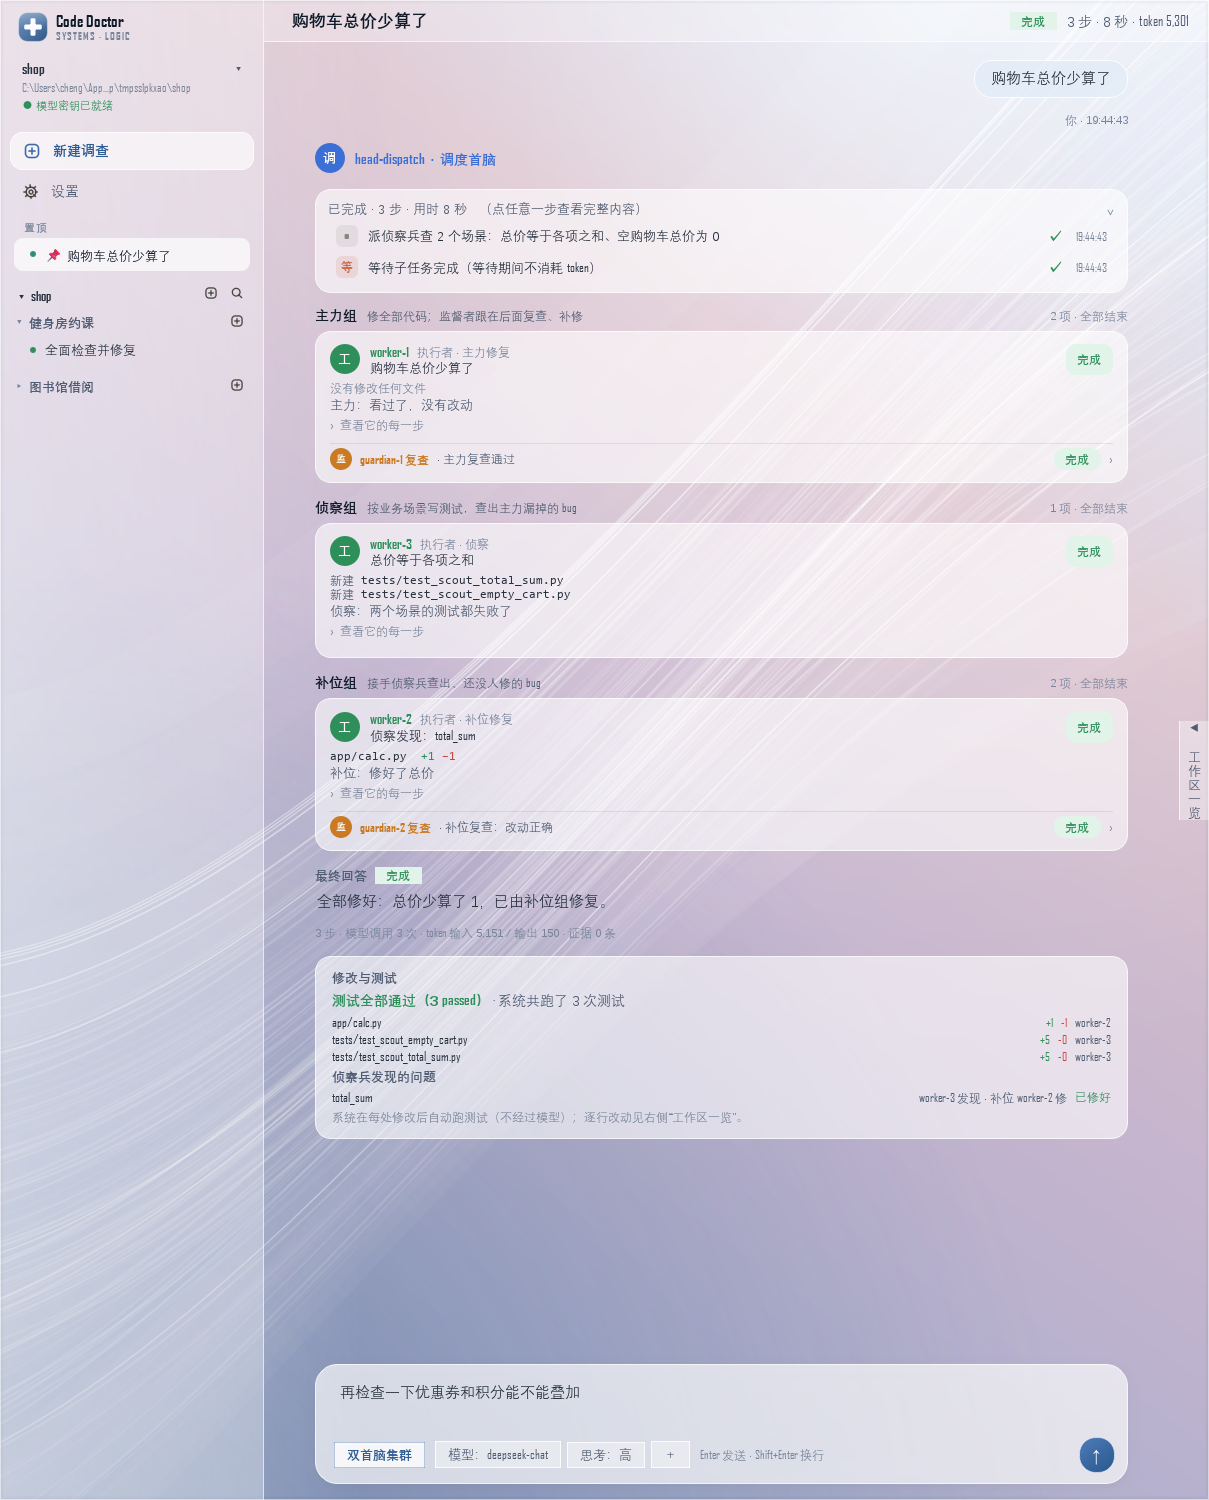 Code Doctor
SYSTEMS · LOGIC
shop
C:\Users\cheng\App...p\tmpsslpkxao\shop
模型密钥已就绪
新建调查
设置
置顶
购物车总价少算了
shop
健身房约课
全面检查并修复
图书馆借阅
购物车总价少算了
完成 3 步 · 8 秒 · token 5,301
购物车总价少算了
你 · 19:44:43
调 head-dispatch · 调度首脑
已完成 · 3 步 · 用时 8 秒 （点任意一步查看完整内容）
派侦察兵查 2 个场景：总价等于各项之和、空购物车总价为 0 ✓ 19:44:43
等 等待子任务完成（等待期间不消耗 token） ✓ 19:44:43
主力组 修全部代码；监督者跟在后面复查、补修 2 项 · 全部结束
工 worker-1 执行者 · 主力修复 完成
购物车总价少算了
没有修改任何文件
主力：看过了，没有改动
› 查看它的每一步
监 guardian-1 复查 · 主力复查通过 完成 ›
侦察组 按业务场景写测试，查出主力漏掉的 bug 1 项 · 全部结束
工 worker-3 执行者 · 侦察 完成
总价等于各项之和
新建 tests/test_scout_total_sum.py
新建 tests/test_scout_empty_cart.py
侦察：两个场景的测试都失败了
› 查看它的每一步
补位组 接手侦察兵查出、还没人修的 bug 2 项 · 全部结束
工 worker-2 执行者 · 补位修复 完成
侦察发现：total_sum
app/calc.py +1 −1
补位：修好了总价
› 查看它的每一步
监 guardian-2 复查 · 补位复查：改动正确 完成 ›
最终回答 完成
全部修好：总价少算了 1，已由补位组修复。
3 步 · 模型调用 3 次 · token 输入 5,151 / 输出 150 · 证据 0 条
修改与测试
测试全部通过（3 passed） · 系统共跑了 3 次测试
app/calc.py +1 -1 worker-2
tests/test_scout_empty_cart.py +5 -0 worker-3
tests/test_scout_total_sum.py +5 -0 worker-3
侦察兵发现的问题
total_sum worker-3 发现 · 补位 worker-2 修 已修好
系统在每处修改后自动跑测试（不经过模型）；逐行改动见右侧“工作区一览”。
工作区一览
再检查一下优惠券和积分能不能叠加
双首脑集群 模型：deepseek-chat 思考：高 + Enter 发送 · Shift+Enter 换行 ↑